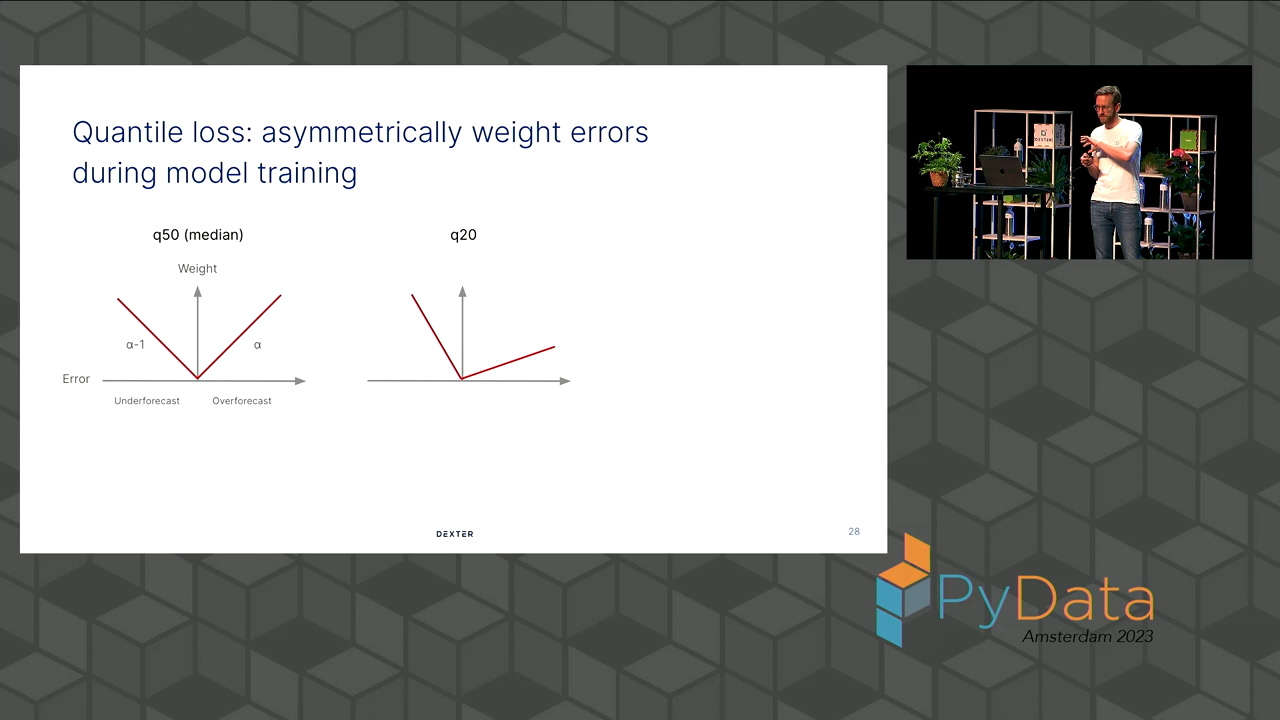 Quantile loss: asymmetrically weight errors
during model training
q50 (median)
q20
Weight
α-1
α
Error
Underforecast
Overforecast
DEXTER
28
DEXTER
PyData
Amsterdam 2023